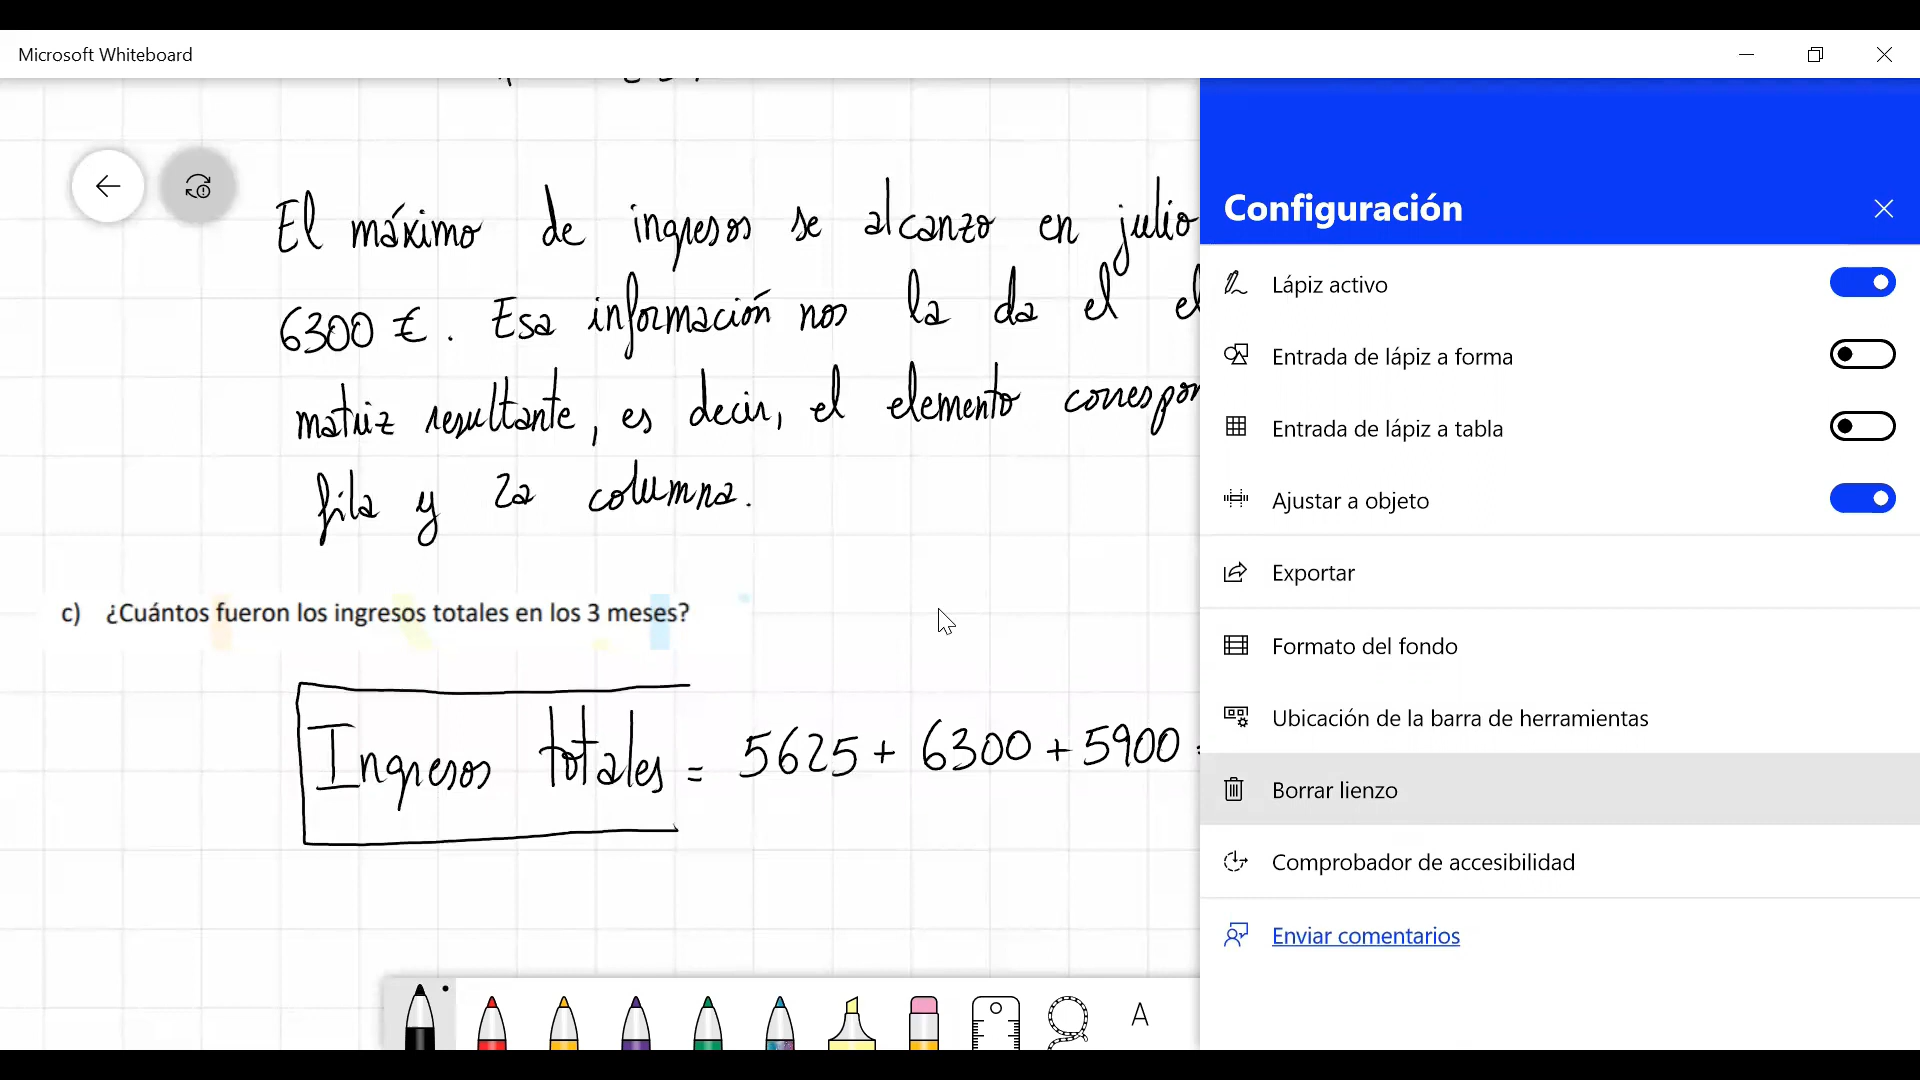 Microsoft Whiteboard
El máximo de ingresos se alcanzo en julio
6300 €. Esa información nos la da el el
matriz resultante, es decir, el elemento correspon
fila y 2a columna.
c) ¿Cuántos fueron los ingresos totales en los 3 meses?
Ingresos totales = 5625 + 6300 + 5900
A
Configuración
Lápiz activo
Entrada de lápiz a forma
Entrada de lápiz a tabla
Ajustar a objeto
Exportar
Formato del fondo
Ubicación de la barra de herramientas
Borrar lienzo
Comprobador de accesibilidad
Enviar comentarios